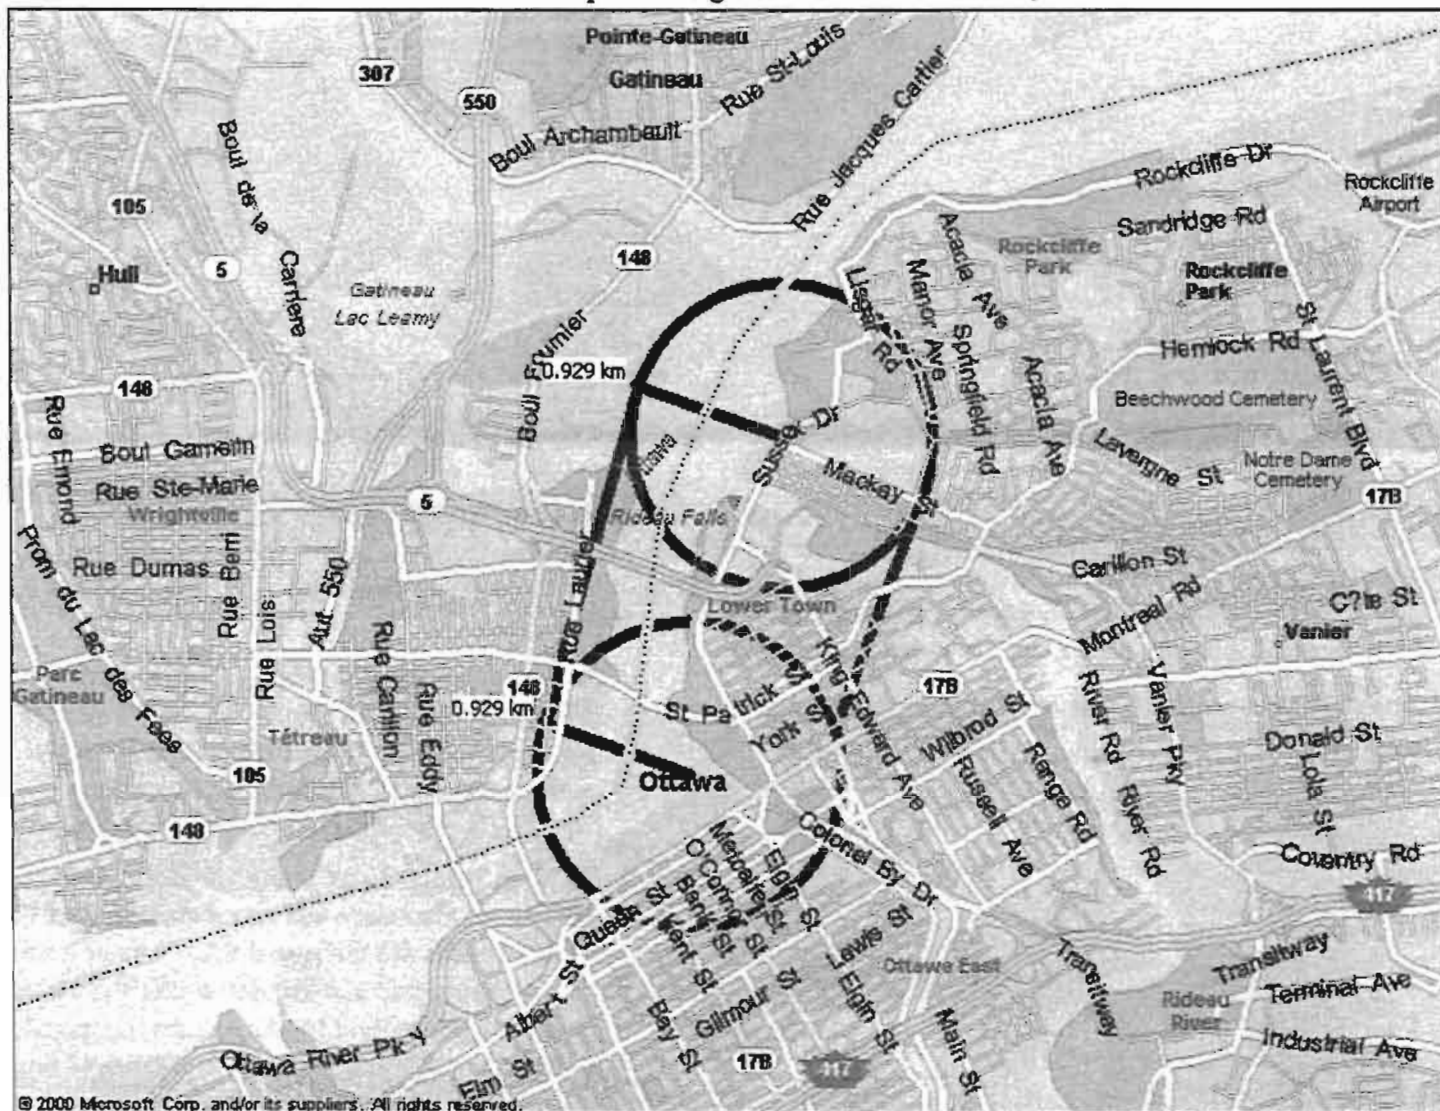 Pointe-Gatineau
Gatineau
Rue St-Louis
Rue Jacques Cartier
307
550
Boul Archambault
Boul de la Carriere
105
148
5
Hull
Gatineau
Lac Leamy
Rockcliffe Dr
Rockcliffe
Airport
Sandridge Rd
Acacia Ave
Rockcliffe
Park
Rockcliffe
Park
Lisgar Rd
Manor Ave
Springfield Rd
Acacia Ave
St Laurent Blvd
Hemlock Rd
0.929 km
148
Beechwood Cemetery
Sussex Dr
Rue Emond
Boul Gamelin
Mackay St
Lavergne St
Notre Dame
Cemetery
17B
Rue Ste-Marie
Wrightville
5
Rideau Falls
Prom du Lac des Fees
Rue Dumas
Rue Berri
Aut. 550
Rue Laurier
Carillon St
Montreal Rd
C?te St
Vanier
Lower Town
Rue Lois
Rue Carillon
King Edward Ave
Parc
Gatineau
Rue Eddy
148
0.929 km
St Patrick St
17B
River Rd
Vanier Pky
Tétreau
York St
Wilbrod St
Donald St
105
Ottawa
Russell Ave
Range Rd
Lola St
148
River Rd
Colonel By Dr
Metcalfe St
O'Connor St
Elgin St
Bank St
Kent St
Coventry Rd
417
Queen St
Lewis St
Ottawa East
Transitway
Transitway
Albert St
Elgin St
Rideau
River
Terminal Ave
Bay St
Gilmour St
Main St
Industrial Ave
Ottawa River Pky
Elm St
17B
417
© 2000 Microsoft Corp. and/or its suppliers. All rights reserved.